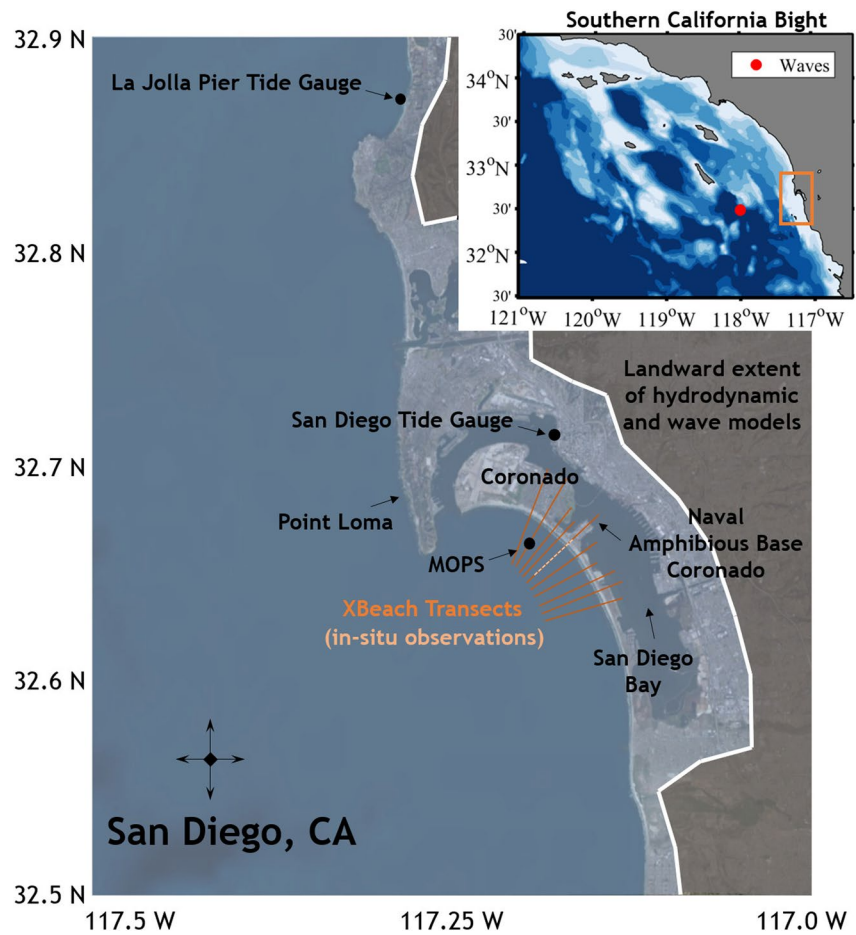 Southern California Bight
32.9 N
La Jolla Pier Tide Gauge
30'
34°N
30'
33°N
30'
32°N
30'
Waves
121°W
120°W
119°W
118°W
117°W
32.8 N
Landward extent
of hydrodynamic
and wave models
San Diego Tide Gauge
32.7 N
Coronado
Point Loma
Naval
Amphibious Base
Coronado
MOPS
XBeach Transects
(in-situ observations)
San Diego
Bay
32.6 N
San Diego, CA
32.5 N
117.5 W
117.25 W
117.0 W